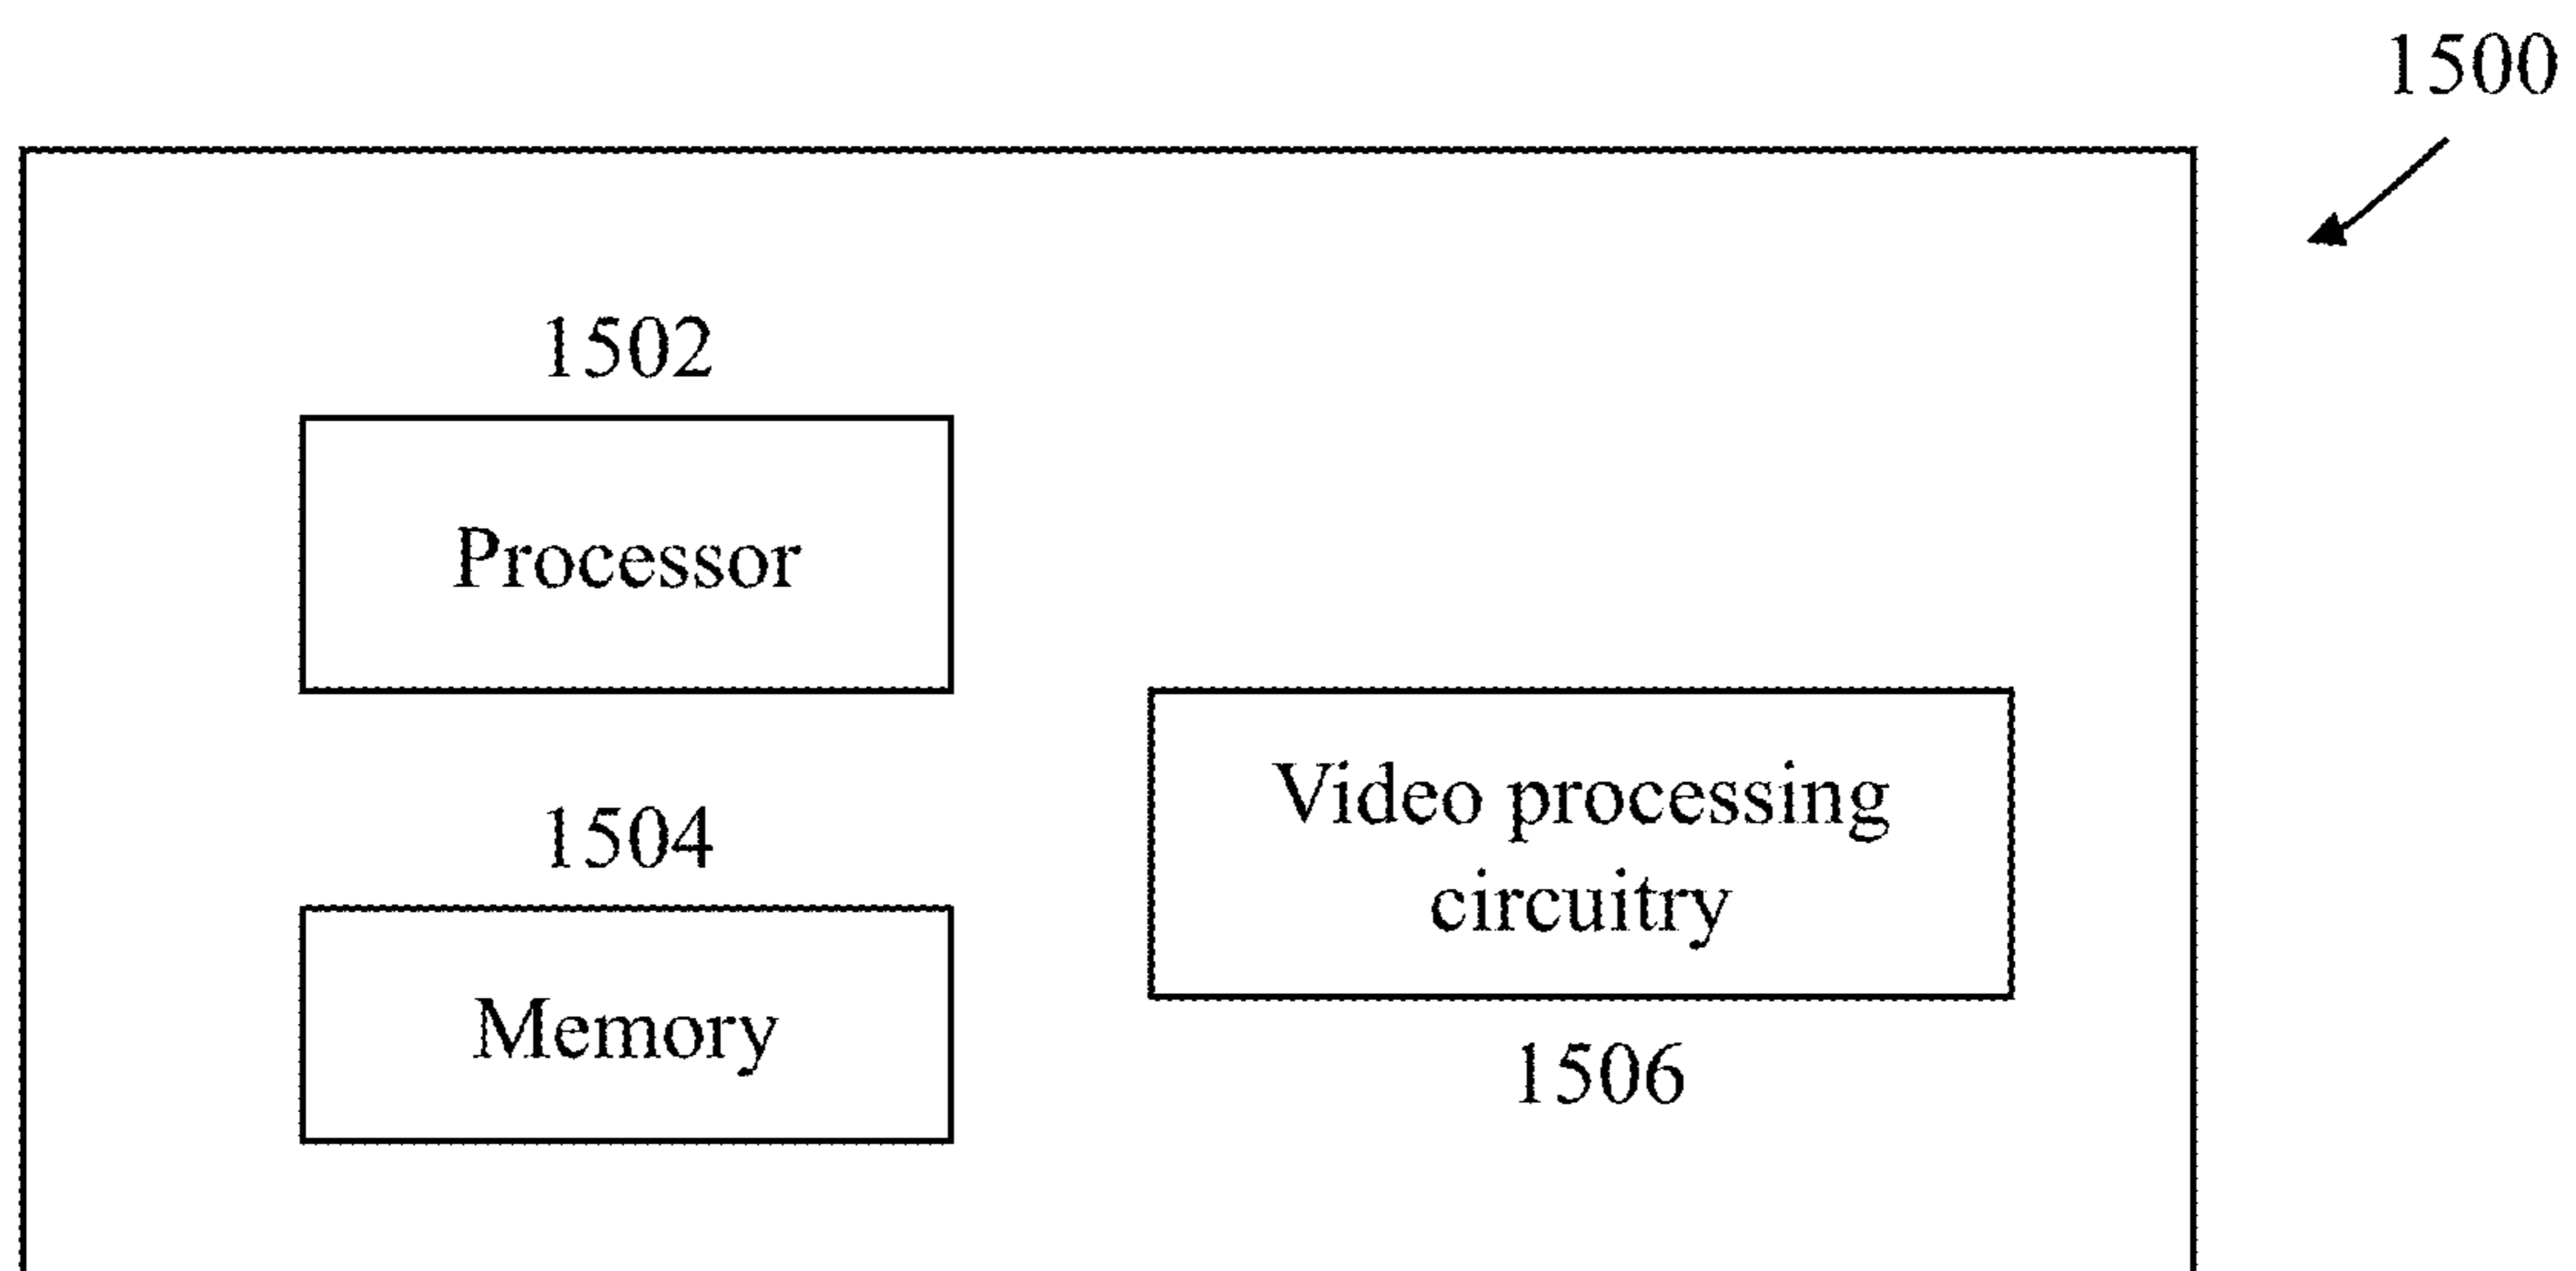 1500
1502
Processor
1504
Memory
Video processing
circuitry
1506